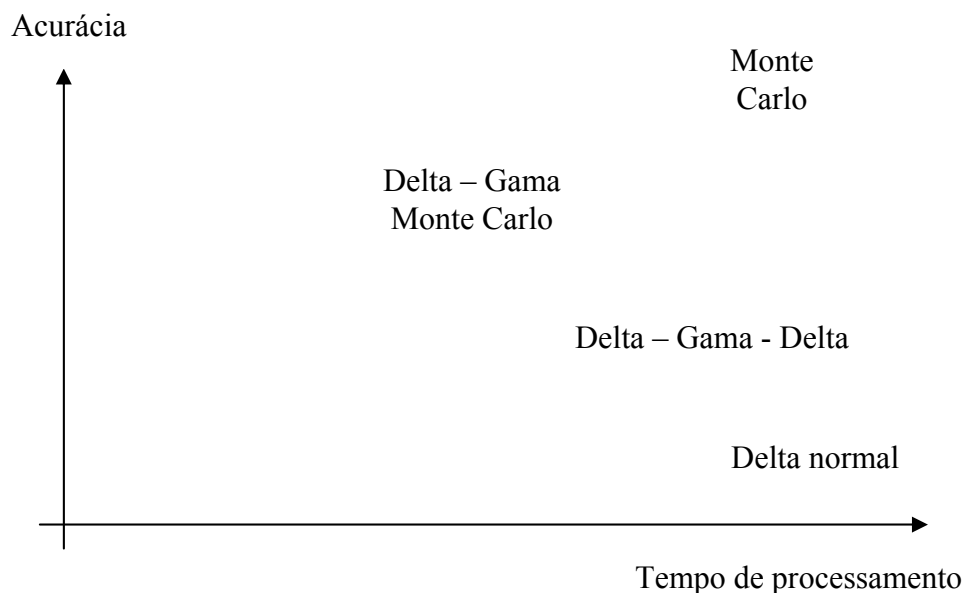 Acurácia
Monte
Carlo
Delta – Gama
Monte Carlo
Delta – Gama - Delta
Delta normal
Tempo de processamento